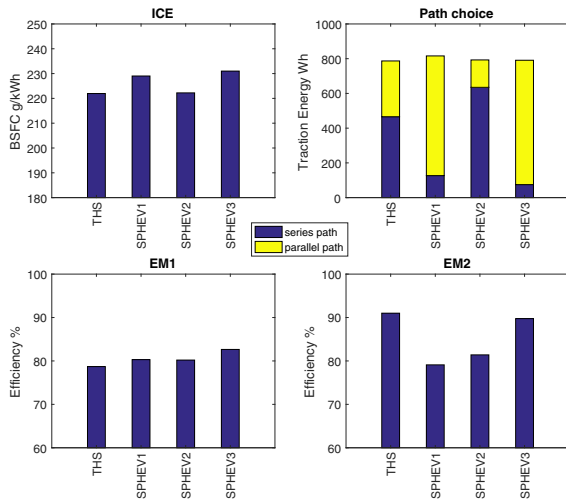 ICE
BSFC g/kWh
250
240
230
220
210
200
190
180
THS
SPHEV1
SPHEV2
SPHEV3
Path choice
Traction Energy Wh
1000
800
600
400
200
0
THS
SPHEV1
SPHEV2
SPHEV3
series path
parallel path
EM1
Efficiency %
100
90
80
70
60
THS
SPHEV1
SPHEV2
SPHEV3
EM2
Efficiency %
100
90
80
70
60
THS
SPHEV1
SPHEV2
SPHEV3